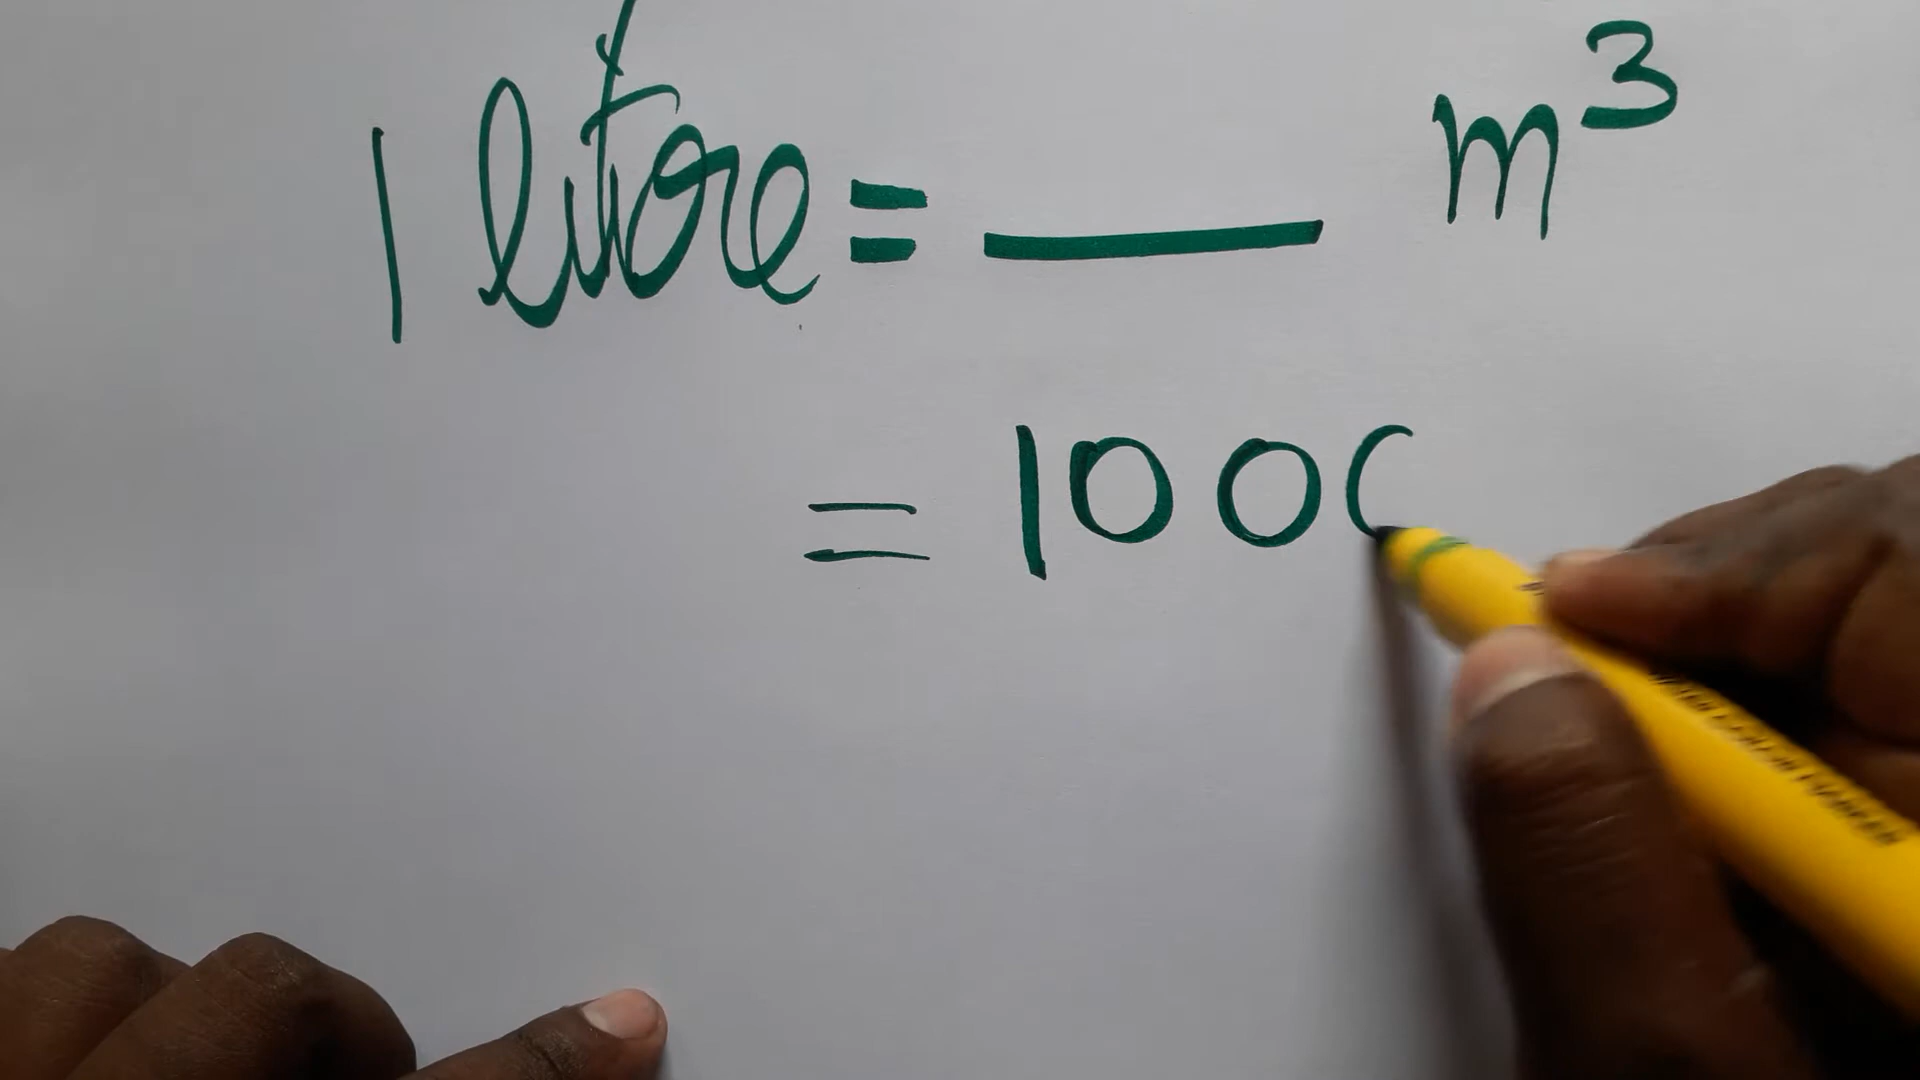 1 litre = ___ m³
= 100